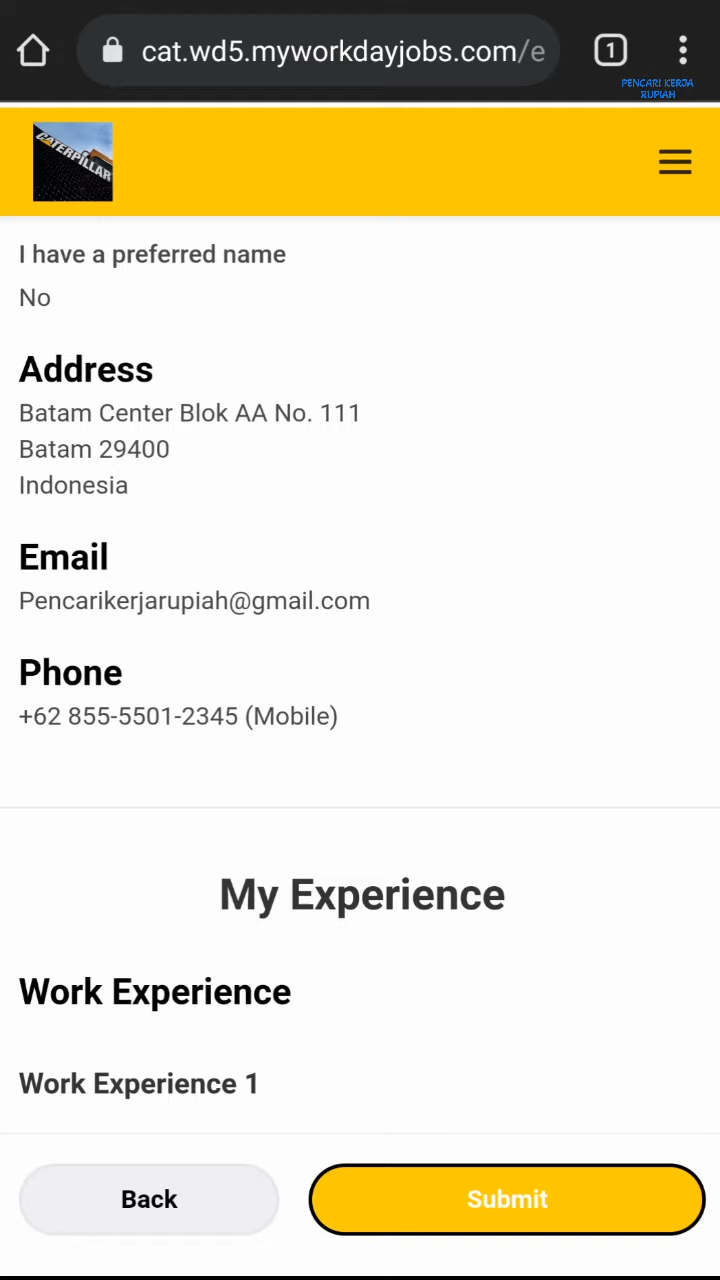 cat.wd5.myworkdayjobs.com/e
1
PENCARI KERJA
RUPIAH
CATERPILLAR
I have a preferred name
No
Address
Batam Center Blok AA No. 111
Batam 29400
Indonesia
Email
Pencarikerjarupiah@gmail.com
Phone
+62 855-5501-2345 (Mobile)
My Experience
Work Experience
Work Experience 1
Back
Submit